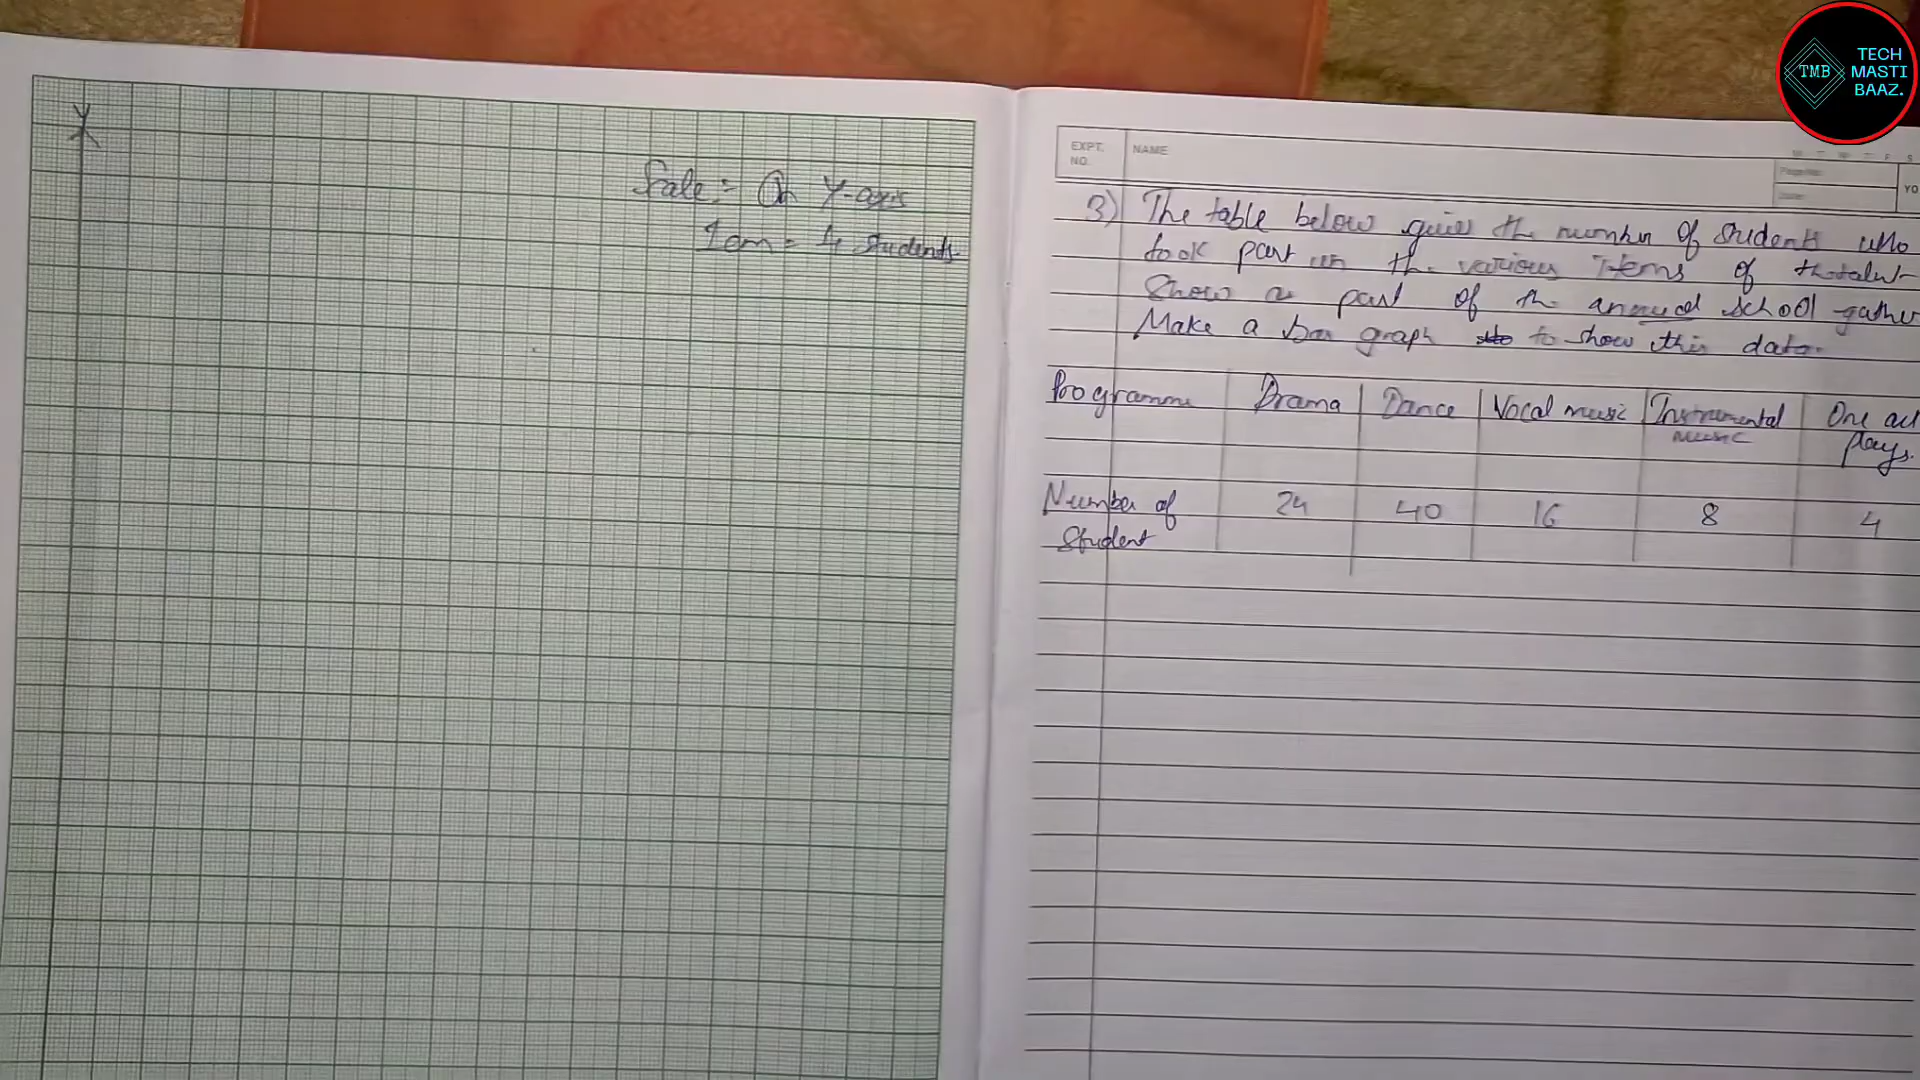 Y
Scale:- On Y-axis
1cm = 4 students
TMB
TECH
MASTI
BAAZ.
EXPT.
NO.
NAME
YO
3) The table below gives the number of students who
took part in the various Items of
Show a part of the annual school gather
Make a bar graph to show this data.
Programme Drama Dance Vocal music Instrumental music One act plays.
Number of Student 24 40 16 8 4